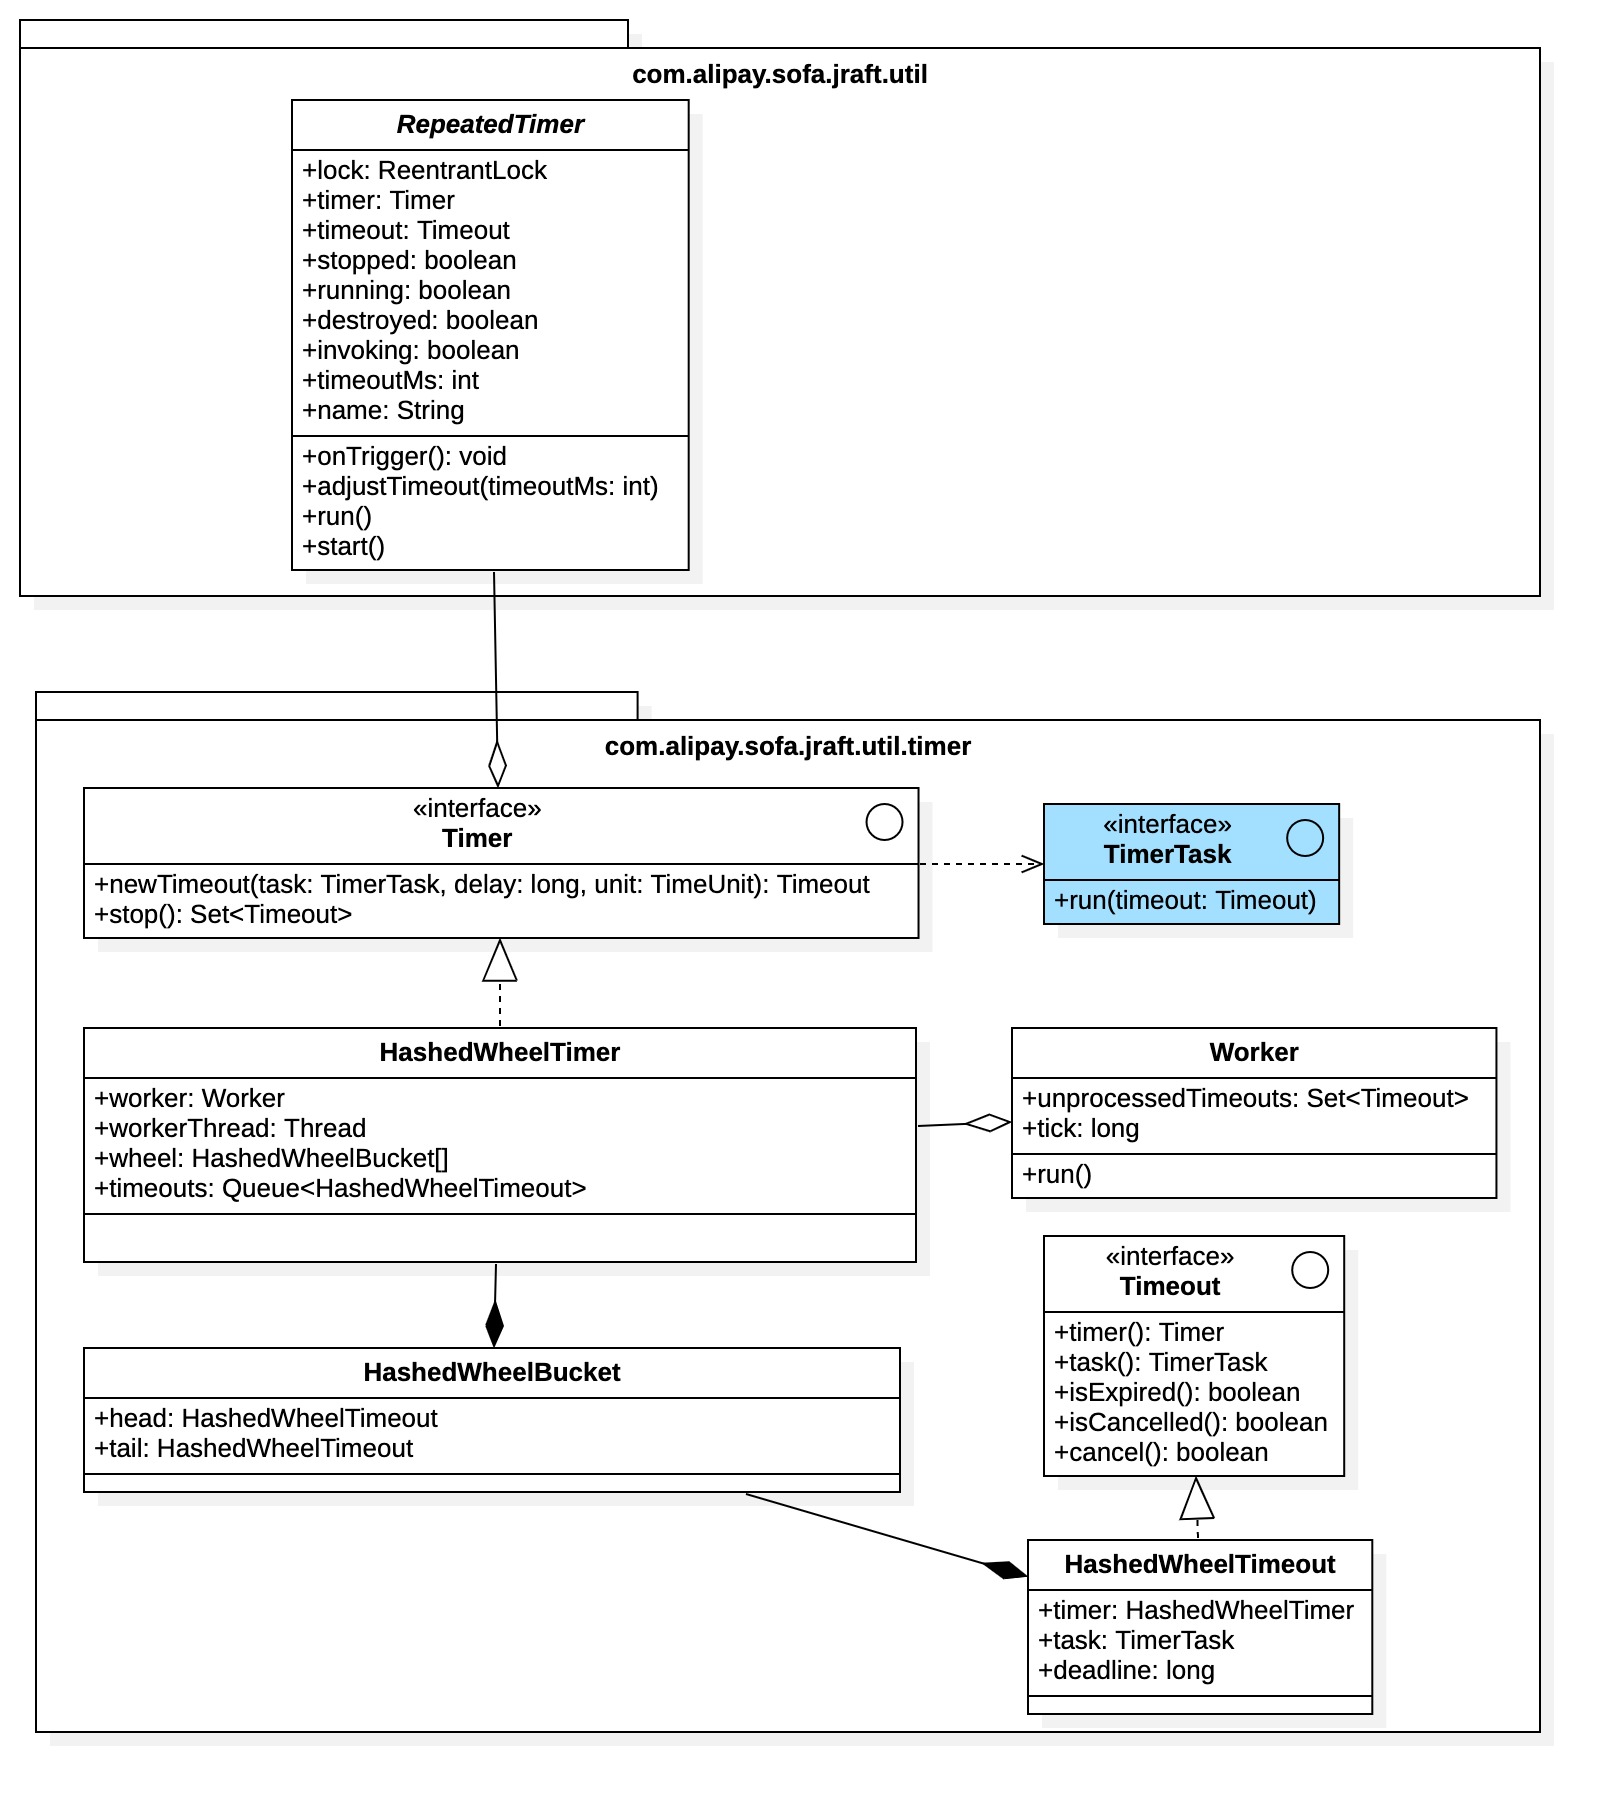 com.alipay.sofa.jraft.util
RepeatedTimer
+lock: ReentrantLock
+timer: Timer
+timeout: Timeout
+stopped: boolean
+running: boolean
+destroyed: boolean
+invoking: boolean
+timeoutMs: int
+name: String
+onTrigger(): void
+adjustTimeout(timeoutMs: int)
+run()
+start()
com.alipay.sofa.jraft.util.timer
«interface»
Timer
+newTimeout(task: TimerTask, delay: long, unit: TimeUnit): Timeout
+stop(): Set<Timeout>
«interface»
TimerTask
+run(timeout: Timeout)
HashedWheelTimer
+worker: Worker
+workerThread: Thread
+wheel: HashedWheelBucket[]
+timeouts: Queue<HashedWheelTimeout>
Worker
+unprocessedTimeouts: Set<Timeout>
+tick: long
+run()
«interface»
Timeout
+timer(): Timer
+task(): TimerTask
+isExpired(): boolean
+isCancelled(): boolean
+cancel(): boolean
HashedWheelBucket
+head: HashedWheelTimeout
+tail: HashedWheelTimeout
HashedWheelTimeout
+timer: HashedWheelTimer
+task: TimerTask
+deadline: long